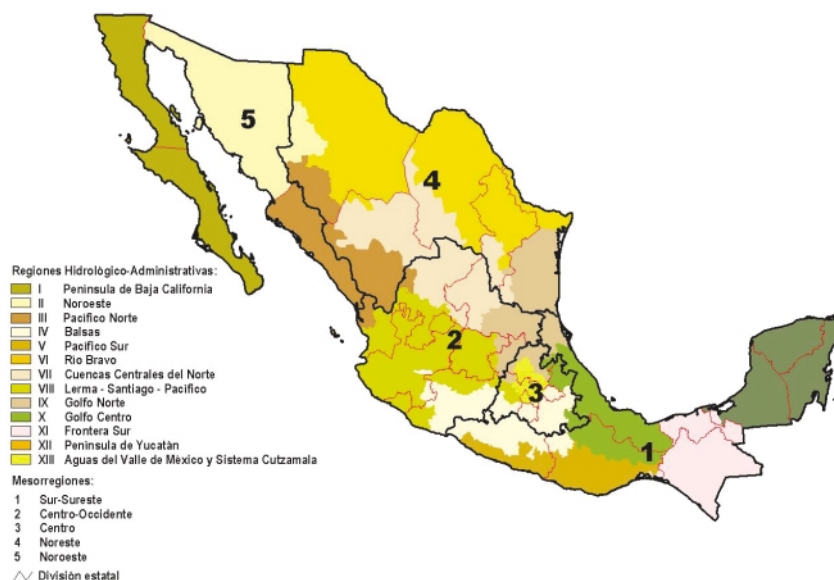 5
4
2
3
1
Regiones Hidrológico-Administrativas:
I Península de Baja California
II Noroeste
III Pacífico Norte
IV Balsas
V Pacífico Sur
VI Río Bravo
VII Cuencas Centrales del Norte
VIII Lerma - Santiago - Pacífico
IX Golfo Norte
X Golfo Centro
XI Frontera Sur
XII Península de Yucatàn
XIII Aguas del Valle de Mèxico y Sistema Cutzamala
Mesorregiones:
1 Sur-Sureste
2 Centro-Occidente
3 Centro
4 Noreste
5 Noroeste
División estatal